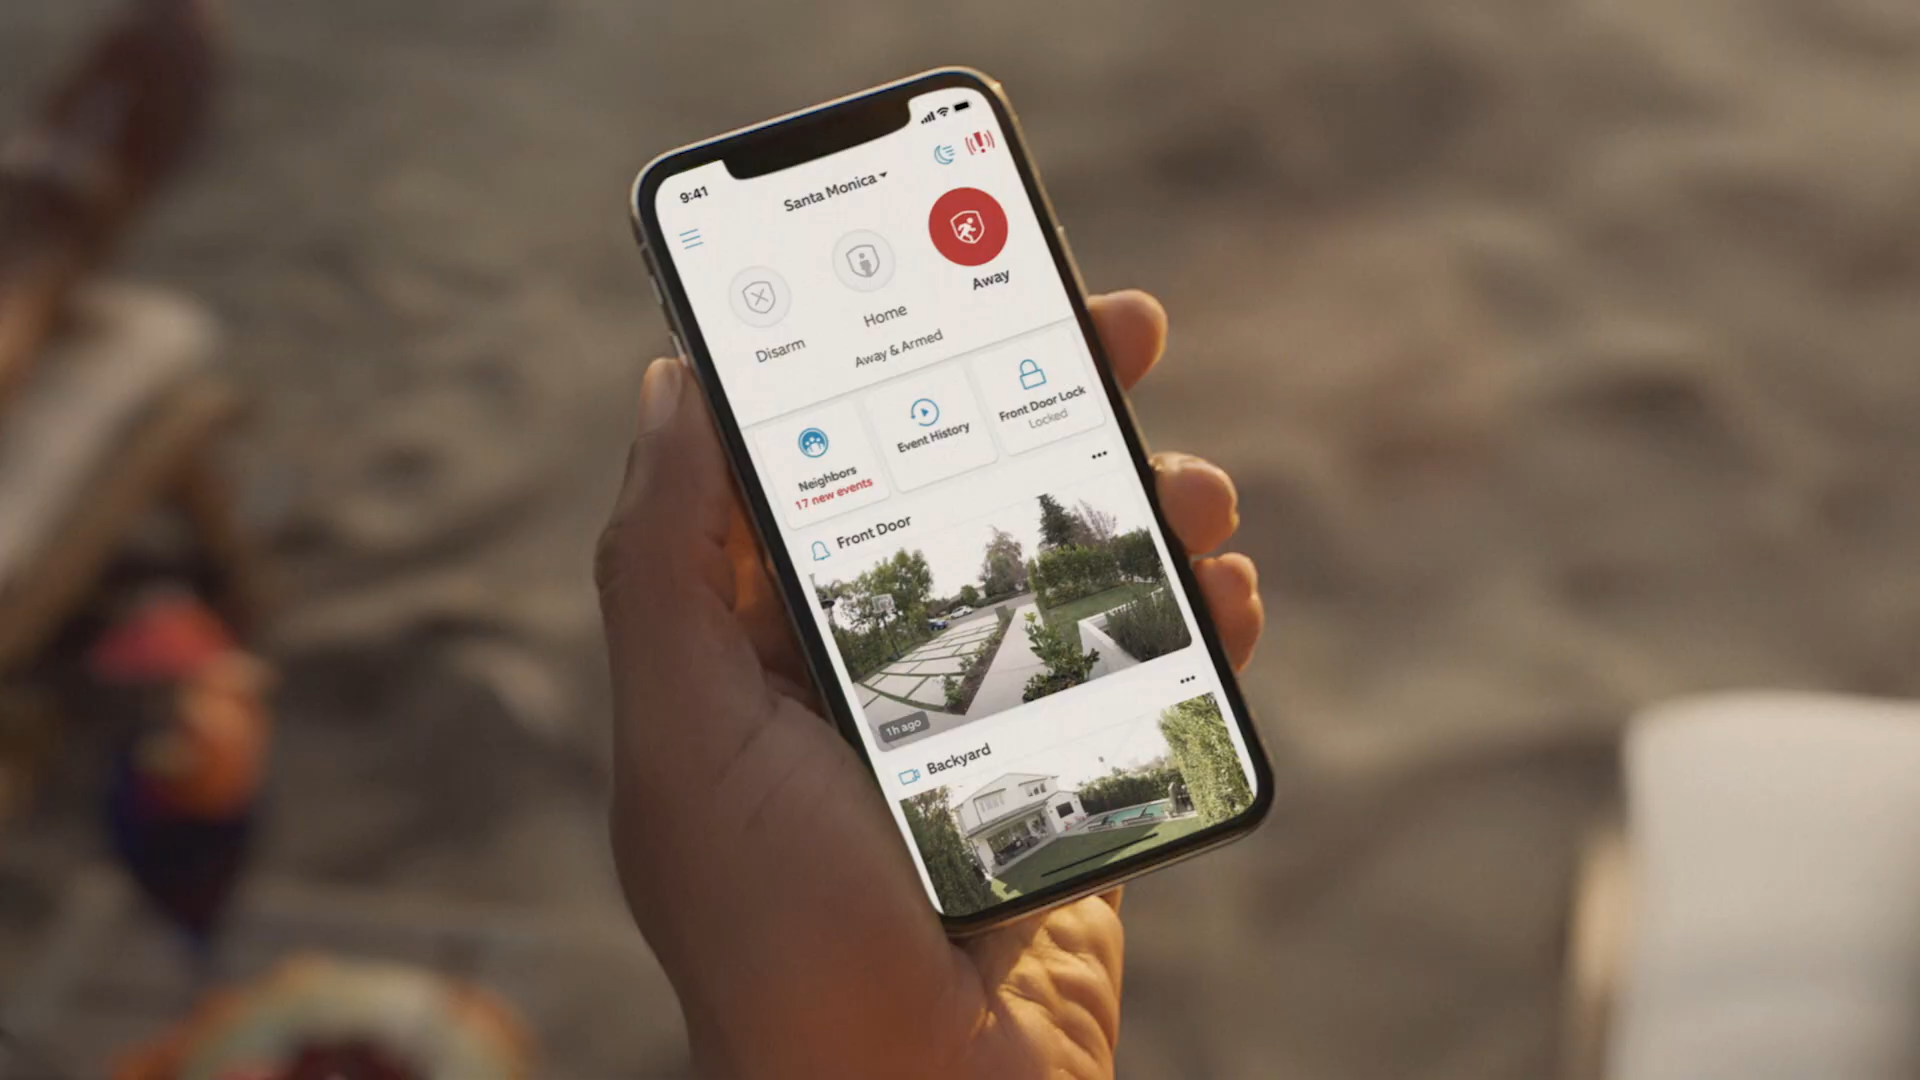 9:41
Santa Monica
Disarm
Home
Away
Away & Armed
Neighbors
17 new events
Event History
Front Door Lock
Locked
Front Door
1h ago
Backyard